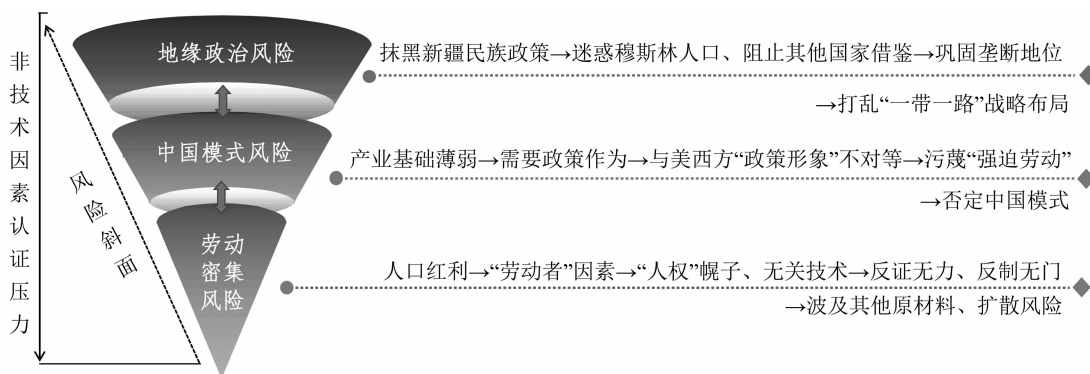 非技术因素认证压力
风险斜面
地缘政治风险
抹黑新疆民族政策→迷惑穆斯林人口、阻止其他国家借鉴→巩固垄断地位
→打乱“一带一路”战略布局
中国模式风险
产业基础薄弱→需要政策作为→与美西方“政策形象”不对等→污蔑“强迫劳动”
→否定中国模式
劳动
密集
风险
人口红利→“劳动者”因素→“人权”幌子、无关技术→反证无力、反制无门
→波及其他原材料、扩散风险